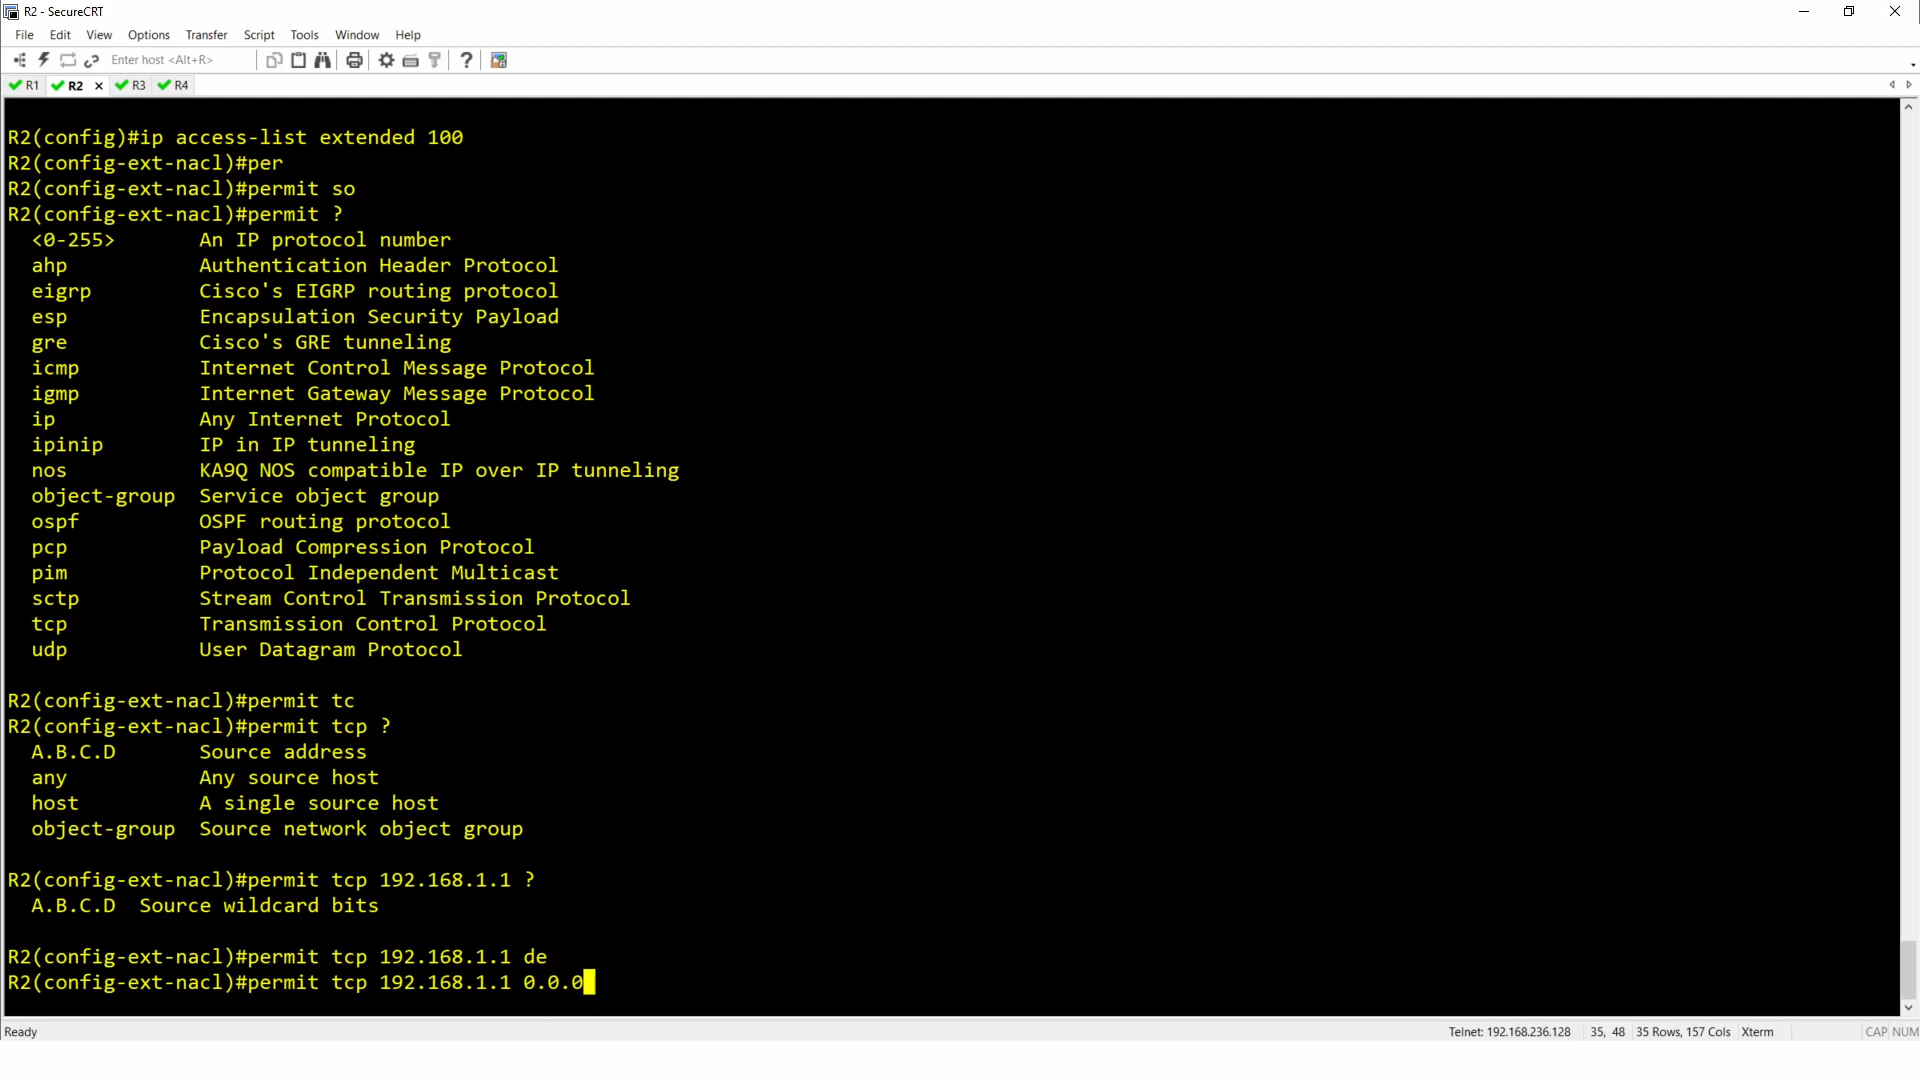 R2 - SecureCRT
File Edit View Options Transfer Script Tools Window Help
Enter host <Alt+R>
R1 R2 R3 R4
R2(config)#ip access-list extended 100
R2(config-ext-nacl)#per
R2(config-ext-nacl)#permit so
R2(config-ext-nacl)#permit ?
<0-255> An IP protocol number
ahp Authentication Header Protocol
eigrp Cisco's EIGRP routing protocol
esp Encapsulation Security Payload
gre Cisco's GRE tunneling
icmp Internet Control Message Protocol
igmp Internet Gateway Message Protocol
ip Any Internet Protocol
ipinip IP in IP tunneling
nos KA9Q NOS compatible IP over IP tunneling
object-group Service object group
ospf OSPF routing protocol
pcp Payload Compression Protocol
pim Protocol Independent Multicast
sctp Stream Control Transmission Protocol
tcp Transmission Control Protocol
udp User Datagram Protocol
R2(config-ext-nacl)#permit tc
R2(config-ext-nacl)#permit tcp ?
A.B.C.D Source address
any Any source host
host A single source host
object-group Source network object group
R2(config-ext-nacl)#permit tcp 192.168.1.1 ?
A.B.C.D Source wildcard bits
R2(config-ext-nacl)#permit tcp 192.168.1.1 de
R2(config-ext-nacl)#permit tcp 192.168.1.1 0.0.0
Ready Telnet: 192.168.236.128 35, 48 35 Rows, 157 Cols Xterm CAP NUM